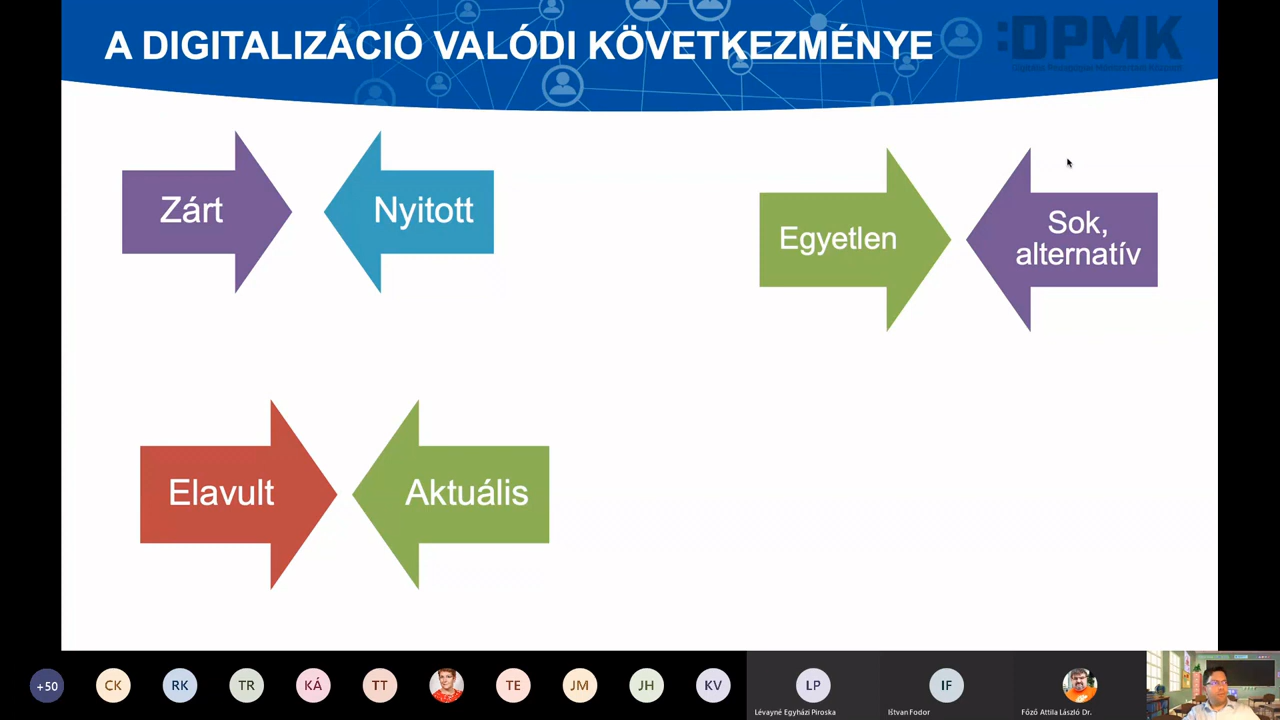 A DIGITALIZÁCIÓ VALÓDI KÖVETKEZMÉNYE
:DPMK
Zárt
Nyitott
Egyetlen
Sok,
alternatív
Elavult
Aktuális
+50
CK
RK
TR
KÁ
TT
TE
JM
JH
KV
LP
IF
Lévayné Egyházi Piroska
IStvan Fodor
Főző Attila László Dr.